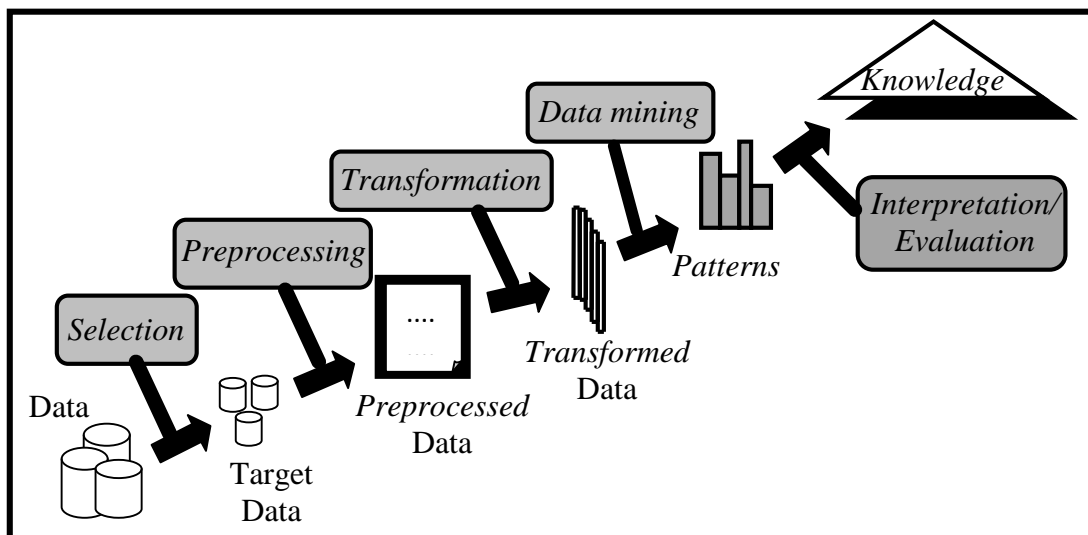 Knowledge
Data mining
Transformation
Interpretation/
Evaluation
Preprocessing
Patterns
Selection
....
....
Transformed
Data
Data
Preprocessed
Data
Target
Data